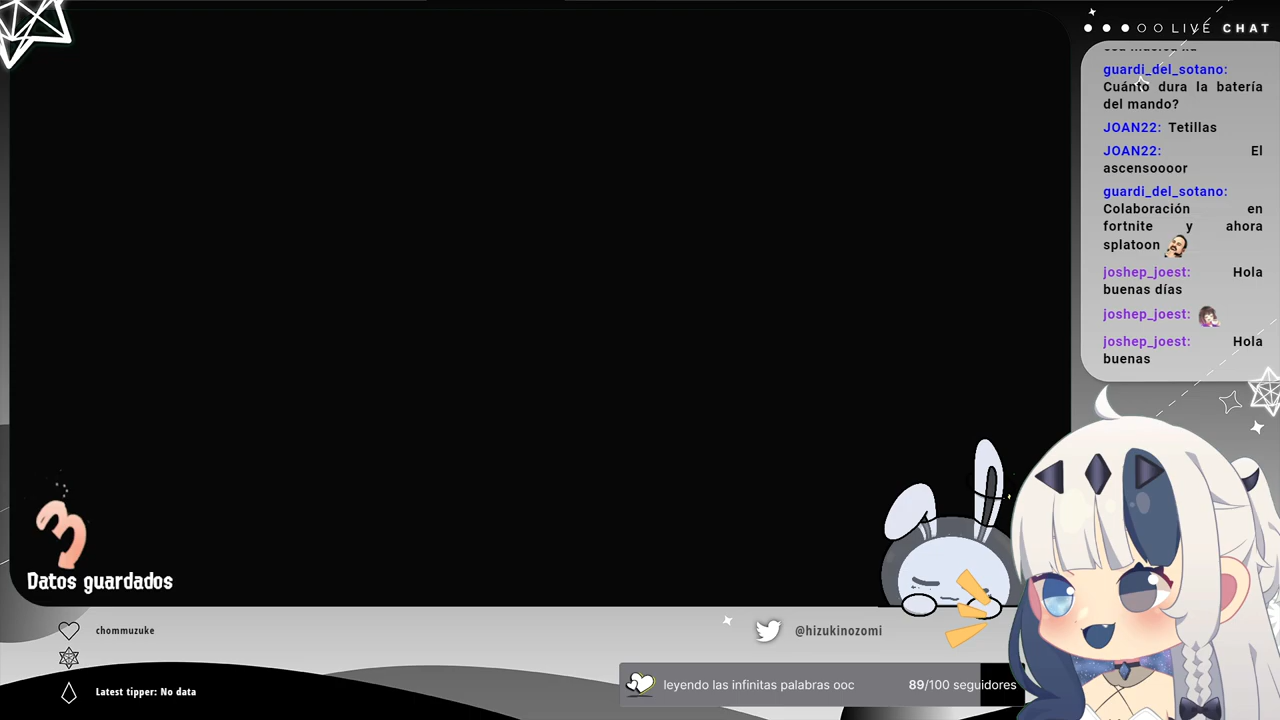 LIVE CHAT
guardi_del_sotano:
Cuánto dura la batería
del mando?
JOAN22: Tetillas
JOAN22: El
ascensoooor
guardi_del_sotano:
Colaboración en
fortnite y ahora
splatoon
joshep_joest: Hola
buenas días
joshep_joest:
joshep_joest: Hola
buenas
Datos guardados
chommuzuke
@hizukinozomi
leyendo las infinitas palabras ooc 89/100 seguidores
Latest tipper: No data